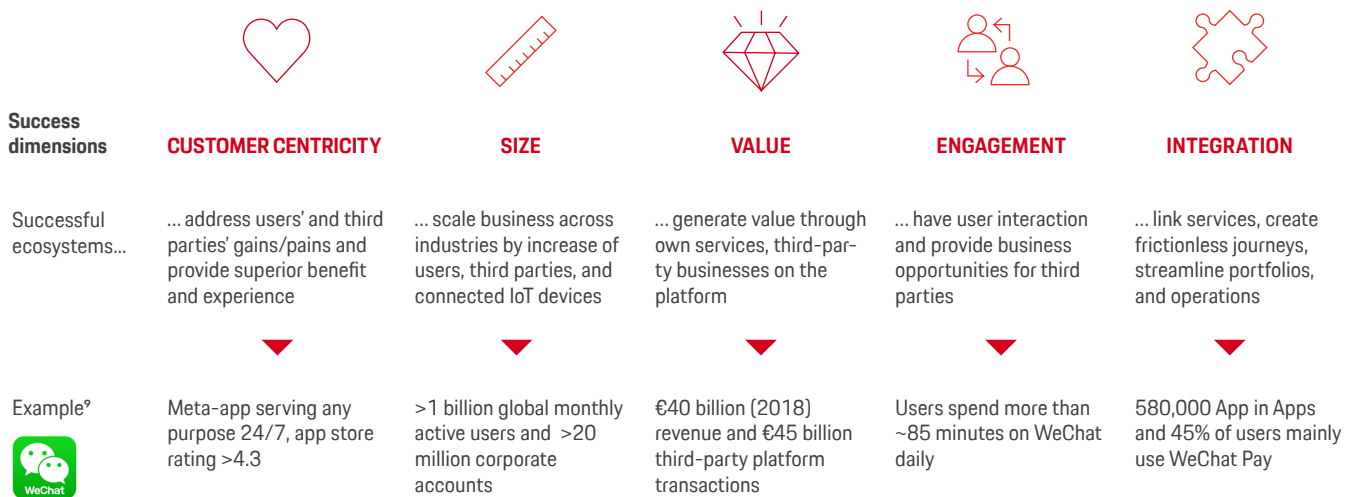 Success
dimensions
CUSTOMER CENTRICITY
SIZE
VALUE
ENGAGEMENT
INTEGRATION
Successful
ecosystems...
... address users' and third
parties' gains/pains and
provide superior benefit
and experience
... scale business across
industries by increase of
users, third parties, and
connected IoT devices
... generate value through
own services, third-par-
ty businesses on the
platform
... have user interaction
and provide business
opportunities for third
parties
... link services, create
frictionless journeys,
streamline portfolios,
and operations
Example⁹
WeChat
Meta-app serving any
purpose 24/7, app store
rating >4.3
>1 billion global monthly
active users and >20
million corporate
accounts
€40 billion (2018)
revenue and €45 billion
third-party platform
transactions
Users spend more than
~85 minutes on WeChat
daily
580,000 App in Apps
and 45% of users mainly
use WeChat Pay